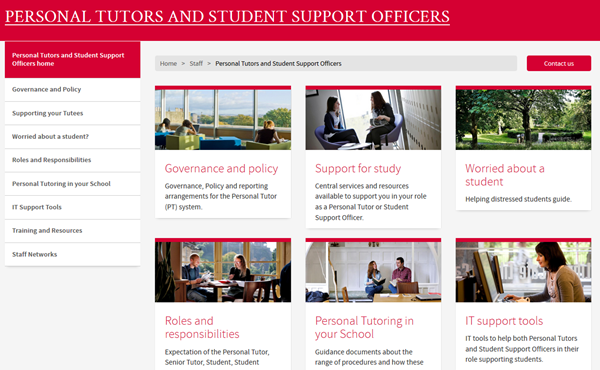 PERSONAL TUTORS AND STUDENT SUPPORT OFFICERS
Personal Tutors and Student Support
Officers home
Governance and Policy
Supporting your Tutees
Worried about a student?
Roles and Responsibilities
Personal Tutoring in your School
IT Support Tools
Training and Resources
Staff Networks
Home > Staff > Personal Tutors and Student Support Officers
Contact us
Governance and policy
Governance, Policy and reporting
arrangements for the Personal Tutor
(PT) system.
Support for study
Central services and resources
available to support you in your role
as a Personal Tutor or Student
Support Officer.
Worried about a
student
Helping distressed students guide.
Roles and
responsibilities
Expectation of the Personal Tutor,
Senior Tutor, Student, Student
Personal Tutoring in
your School
Guidance documents about the
range of procedures and how these
IT support tools
IT tools to help both Personal Tutors
and Student Support Officers in their
role supporting students.